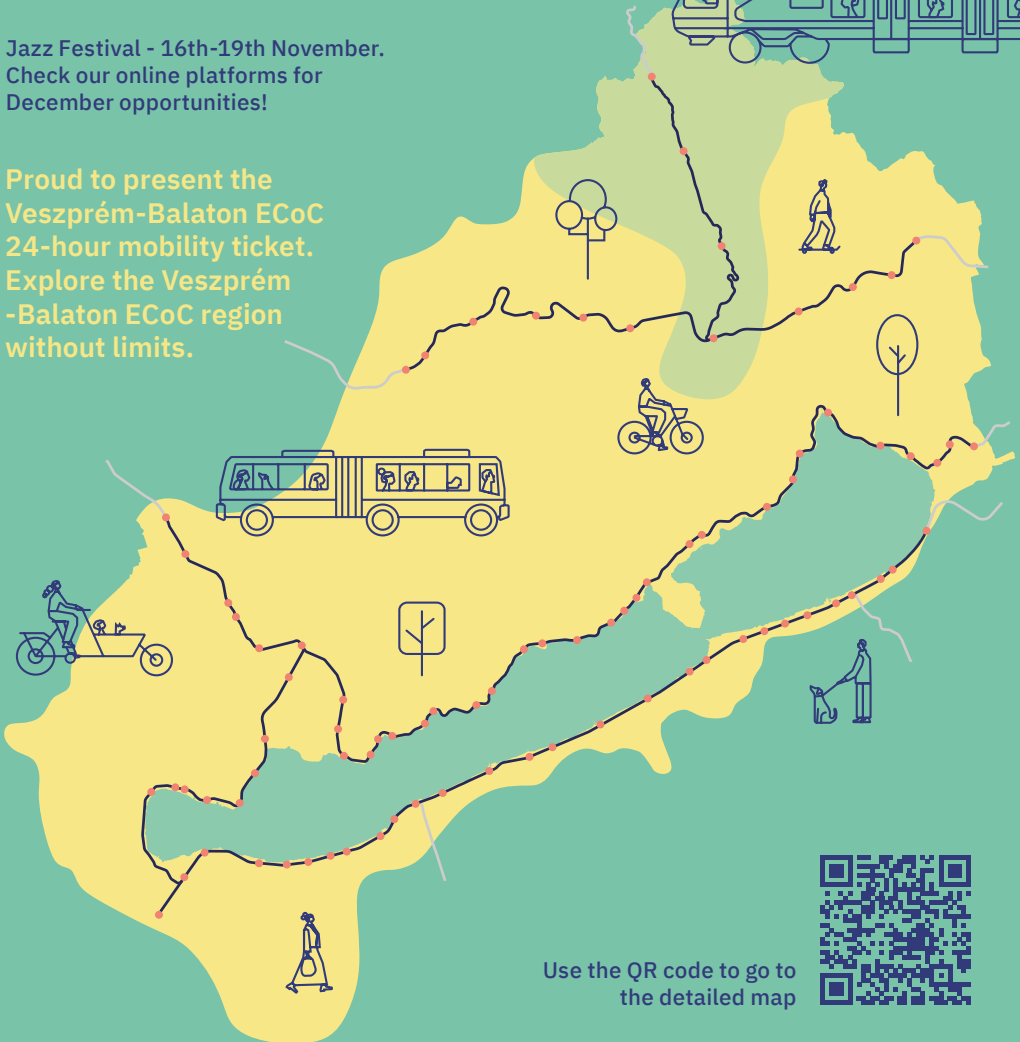 Jazz Festival - 16th-19th November.
Check our online platforms for
December opportunities!
Proud to present the
Veszprém-Balaton ECoC
24-hour mobility ticket.
Explore the Veszprém
-Balaton ECoC region
without limits.
Use the QR code to go to
the detailed map